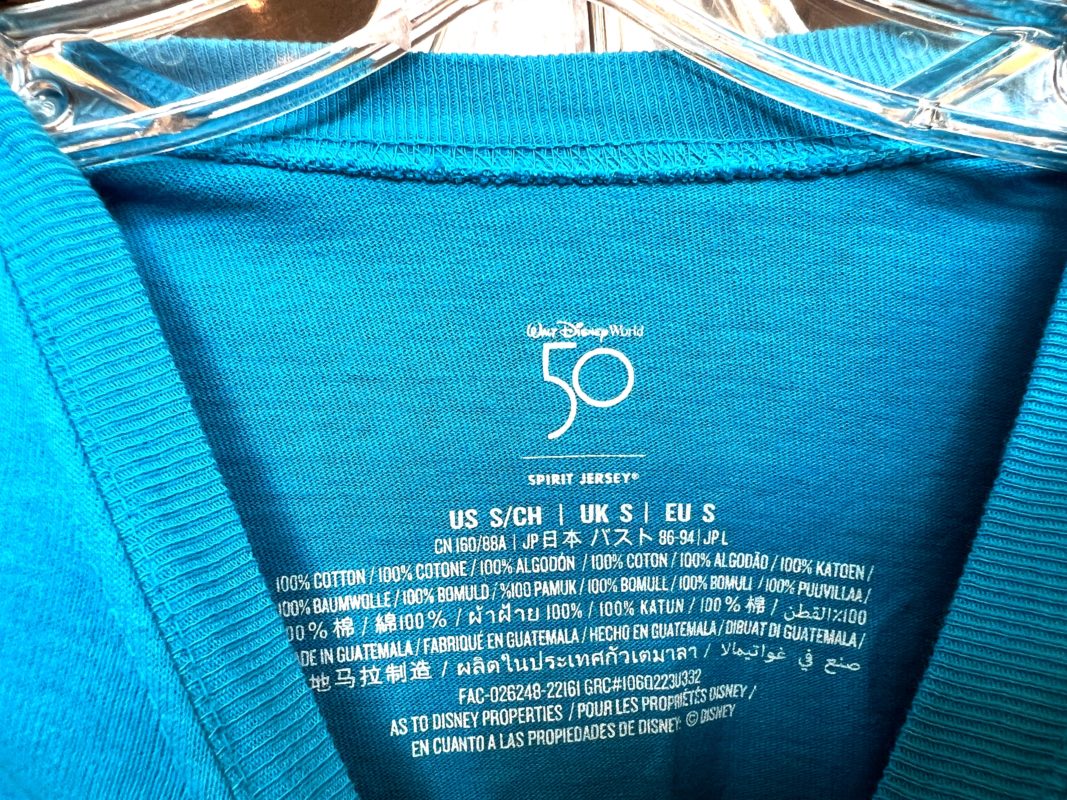 Walt Disney World
50
SPIRIT JERSEY®
US S/CH | UK S | EU S
CN 160/88A | JP日本 バスト 86-94 | JP L
100% COTTON / 100% COTONE / 100% ALGODÓN / 100% COTON / 100% ALGODÃO / 100% KATOEN /
100% BAUMWOLLE / 100% BOMULD / %100 PAMUK / 100% BOMULL / 100% BOMULL / 100% PUUVILLAA /
100% 棉 / 綿100% / ผ้าฝ้าย 100% / 100% KATUN / 100% 棉 / 100٪القطن
ADE IN GUATEMALA / FABRIQUÉ EN GUATEMALA / HECHO EN GUATEMALA / DIBUAT DI GUATEMALA /
地马拉制造 / ผลิตในประเทศกัวเตมาลา / صنع في غواتيمالا
FAC-026248-22161 GRC#1060223U332
AS TO DISNEY PROPERTIES / POUR LES PROPRIÉTÉS DISNEY /
EN CUANTO A LAS PROPIEDADES DE DISNEY: © DISNEY